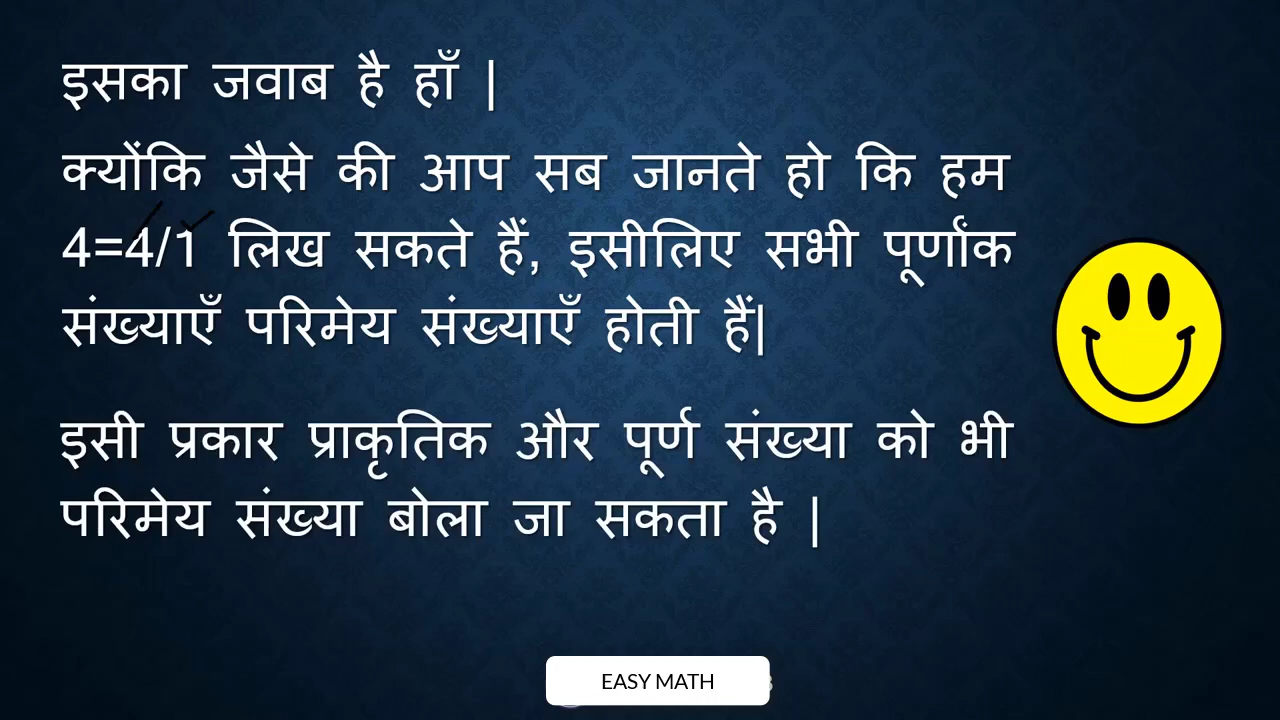 इसका जवाब है हाँ |
क्योंकि जैसे की आप सब जानते हो कि हम
4=4/1 लिख सकते हैं, इसीलिए सभी पूर्णांक
संख्याएँ परिमेय संख्याएँ होती हैं|
इसी प्रकार प्राकृतिक और पूर्ण संख्या को भी
परिमेय संख्या बोला जा सकता है |
EASY MATH